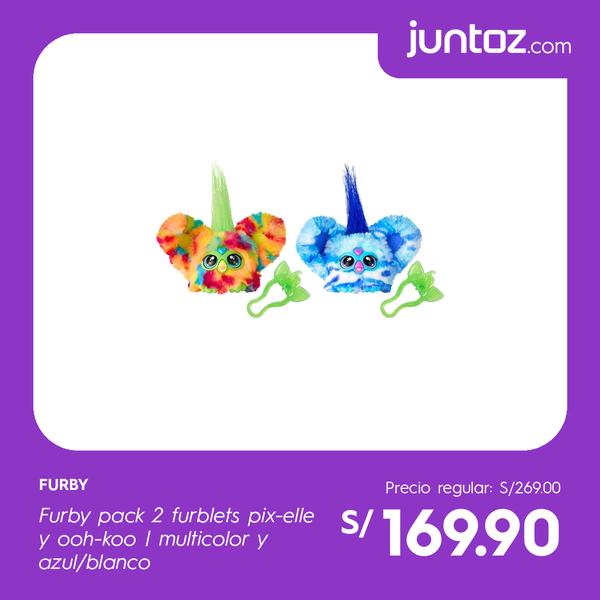 juntoz.com
FURBY
Furby pack 2 furblets pix-elle
y ooh-koo | multicolor y
azul/blanco
Precio regular: S/269.00
S/169.90